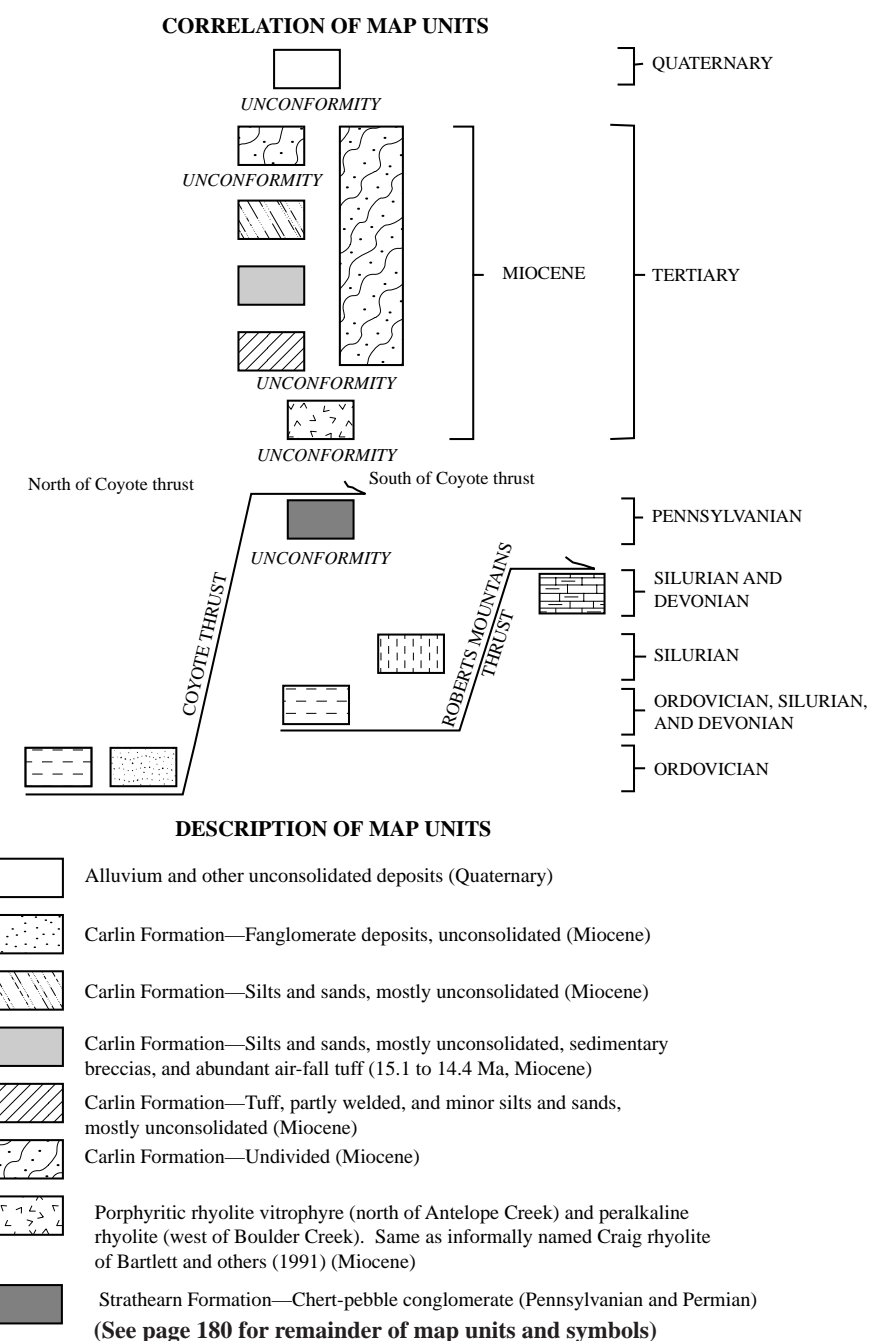 CORRELATION OF MAP UNITS
QUATERNARY
UNCONFORMITY
UNCONFORMITY
MIOCENE
TERTIARY
UNCONFORMITY
UNCONFORMITY
North of Coyote thrust
South of Coyote thrust
PENNSYLVANIAN
UNCONFORMITY
COYOTE THRUST
ROBERTS MOUNTAINS
THRUST
SILURIAN AND
DEVONIAN
SILURIAN
ORDOVICIAN, SILURIAN,
AND DEVONIAN
ORDOVICIAN
DESCRIPTION OF MAP UNITS
Alluvium and other unconsolidated deposits (Quaternary)
Carlin Formation—Fanglomerate deposits, unconsolidated (Miocene)
Carlin Formation—Silts and sands, mostly unconsolidated (Miocene)
Carlin Formation—Silts and sands, mostly unconsolidated, sedimentary
breccias, and abundant air-fall tuff (15.1 to 14.4 Ma, Miocene)
Carlin Formation—Tuff, partly welded, and minor silts and sands,
mostly unconsolidated (Miocene)
Carlin Formation—Undivided (Miocene)
Porphyritic rhyolite vitrophyre (north of Antelope Creek) and peralkaline
rhyolite (west of Boulder Creek). Same as informally named Craig rhyolite
of Bartlett and others (1991) (Miocene)
Strathearn Formation—Chert-pebble conglomerate (Pennsylvanian and Permian)
(See page 180 for remainder of map units and symbols)